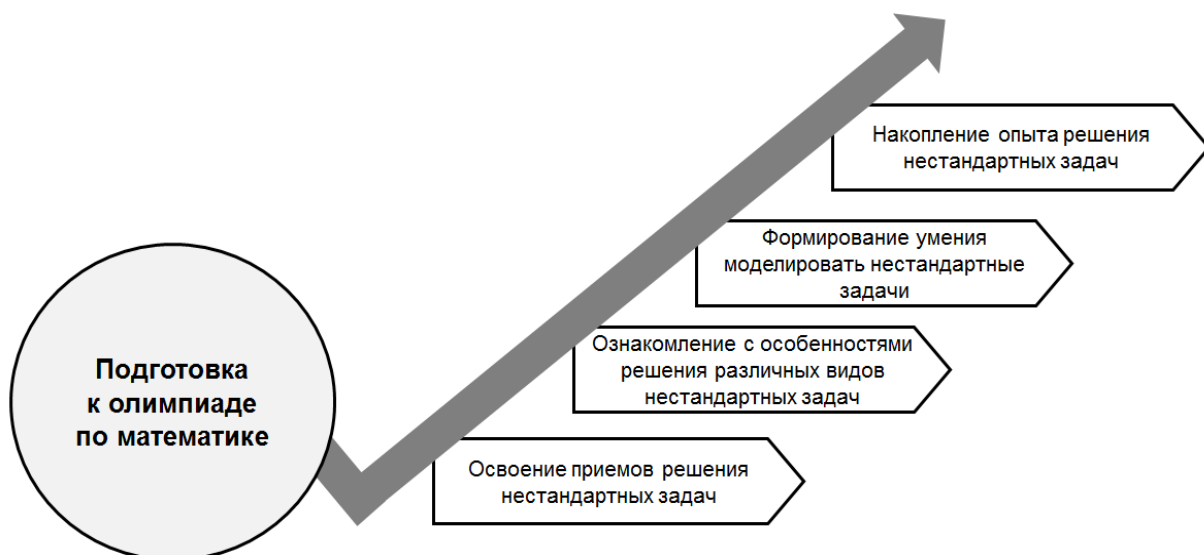 Накопление опыта решения
нестандартных задач
Формирование умения
моделировать нестандартные
задачи
Подготовка
к олимпиаде
по математике
Ознакомление с особенностями
решения различных видов
нестандартных задач
Освоение приемов решения
нестандартных задач